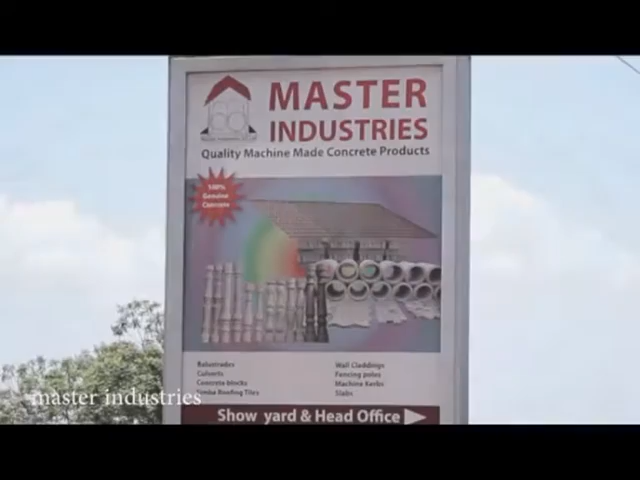 MASTER
INDUSTRIES
Quality Machine Made Concrete Products
100%
Genuine
Concrete
Balustrades
Culverts
Concrete blocks
Simba Roofing Tiles
Wall Claddings
Fencing poles
Machine Kerbs
Slabs
Show yard & Head Office
master industries